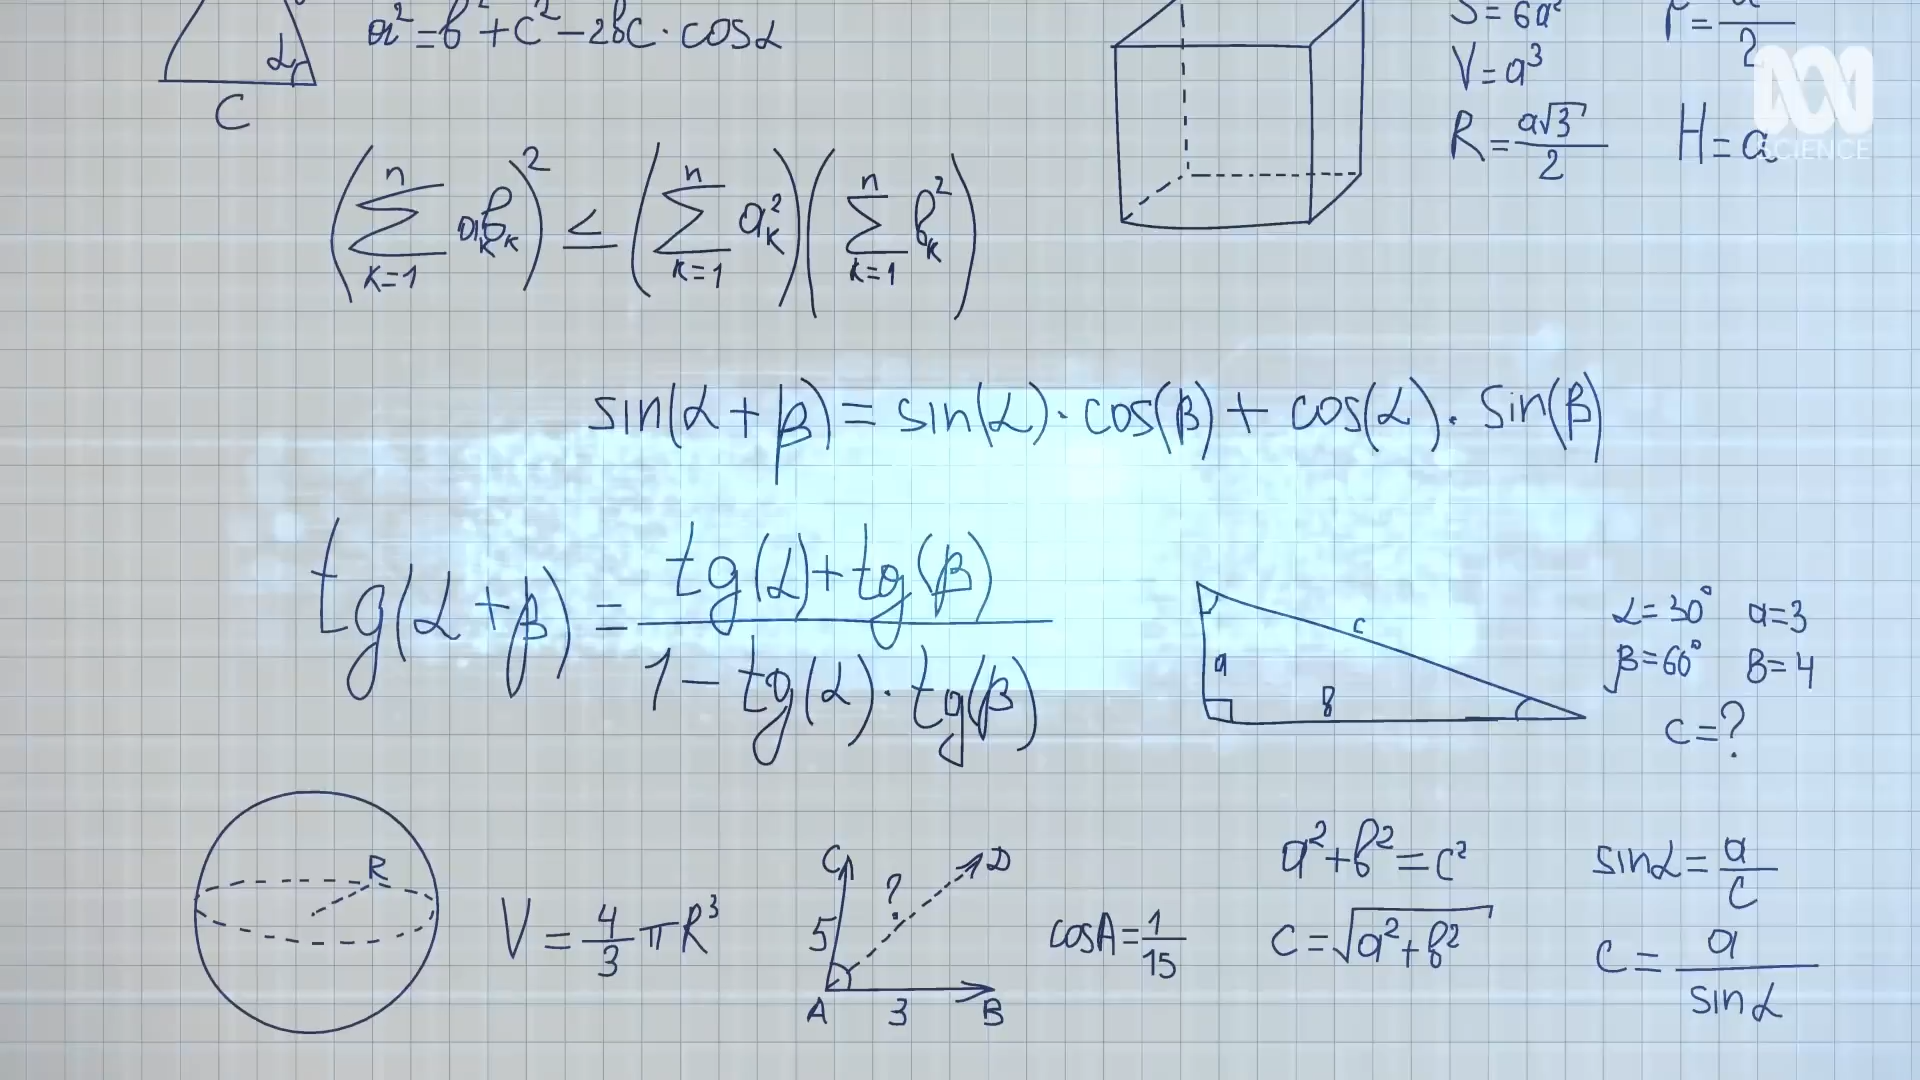 a² = b² + c² − 2bc · cosα
α
C
S = 6a²
V = a³
R = a√3/2
H = a
SCIENCE
(∑ₖ₌₁ⁿ aₖbₖ)² ≤ (∑ₖ₌₁ⁿ aₖ²)(∑ₖ₌₁ⁿ bₖ²)
sin(α + β) = sin(α) · cos(β) + cos(α) · sin(β)
tg(α + β) = (tg(α) + tg(β))/(1 − tg(α) · tg(β))
c
a
8
α = 30° a = 3
β = 60° B = 4
c = ?
R
V = 4/3 πR³
C
D
?
5
A 3 B
cosA = 1/15
a² + b² = c²
c = √a² + b²
sinα = a/c
c = a/sinα